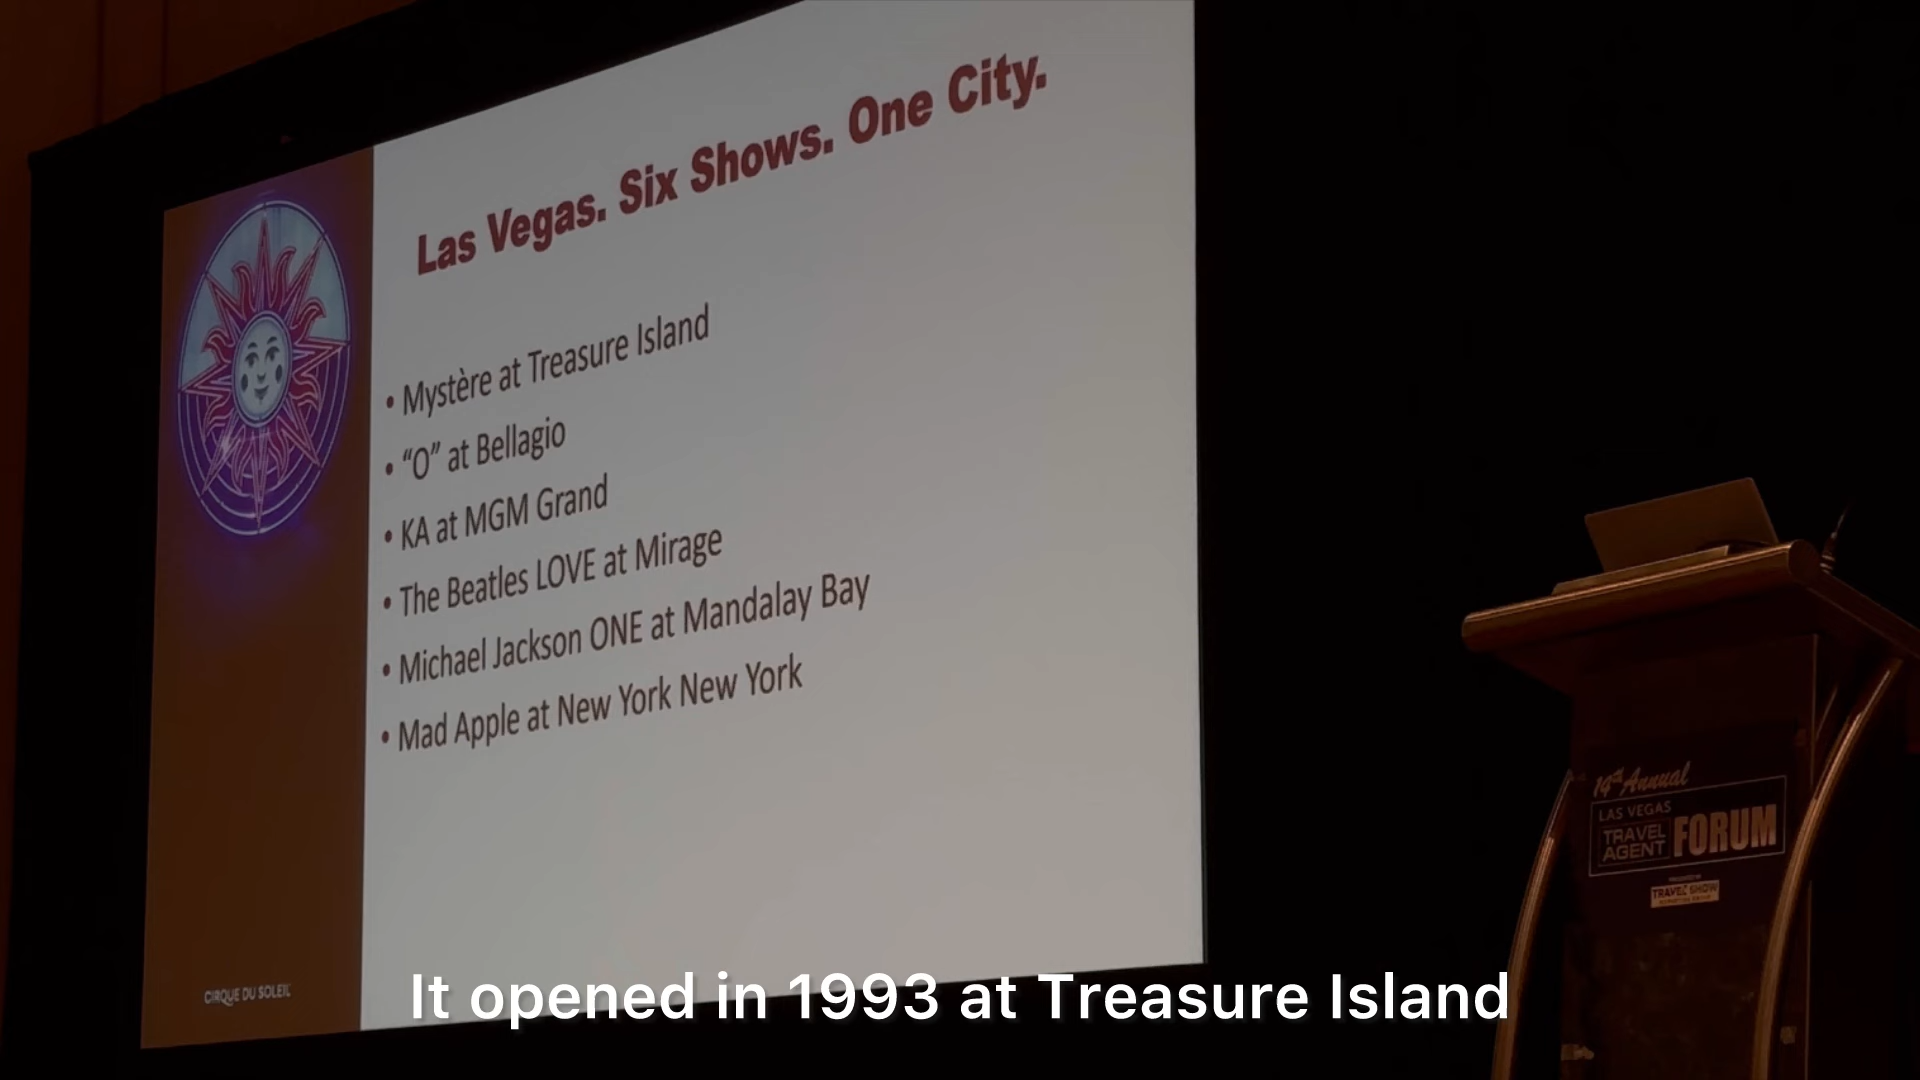 Las Vegas. Six Shows. One City.
• Mystère at Treasure Island
• “O” at Bellagio
• KA at MGM Grand
• The Beatles LOVE at Mirage
• Michael Jackson ONE at Mandalay Bay
• Mad Apple at New York New York
CIRQUE DU SOLEIL
14th Annual
LAS VEGAS
TRAVEL
AGENT
FORUM
TRAVEL SHOW
It opened in 1993 at Treasure Island